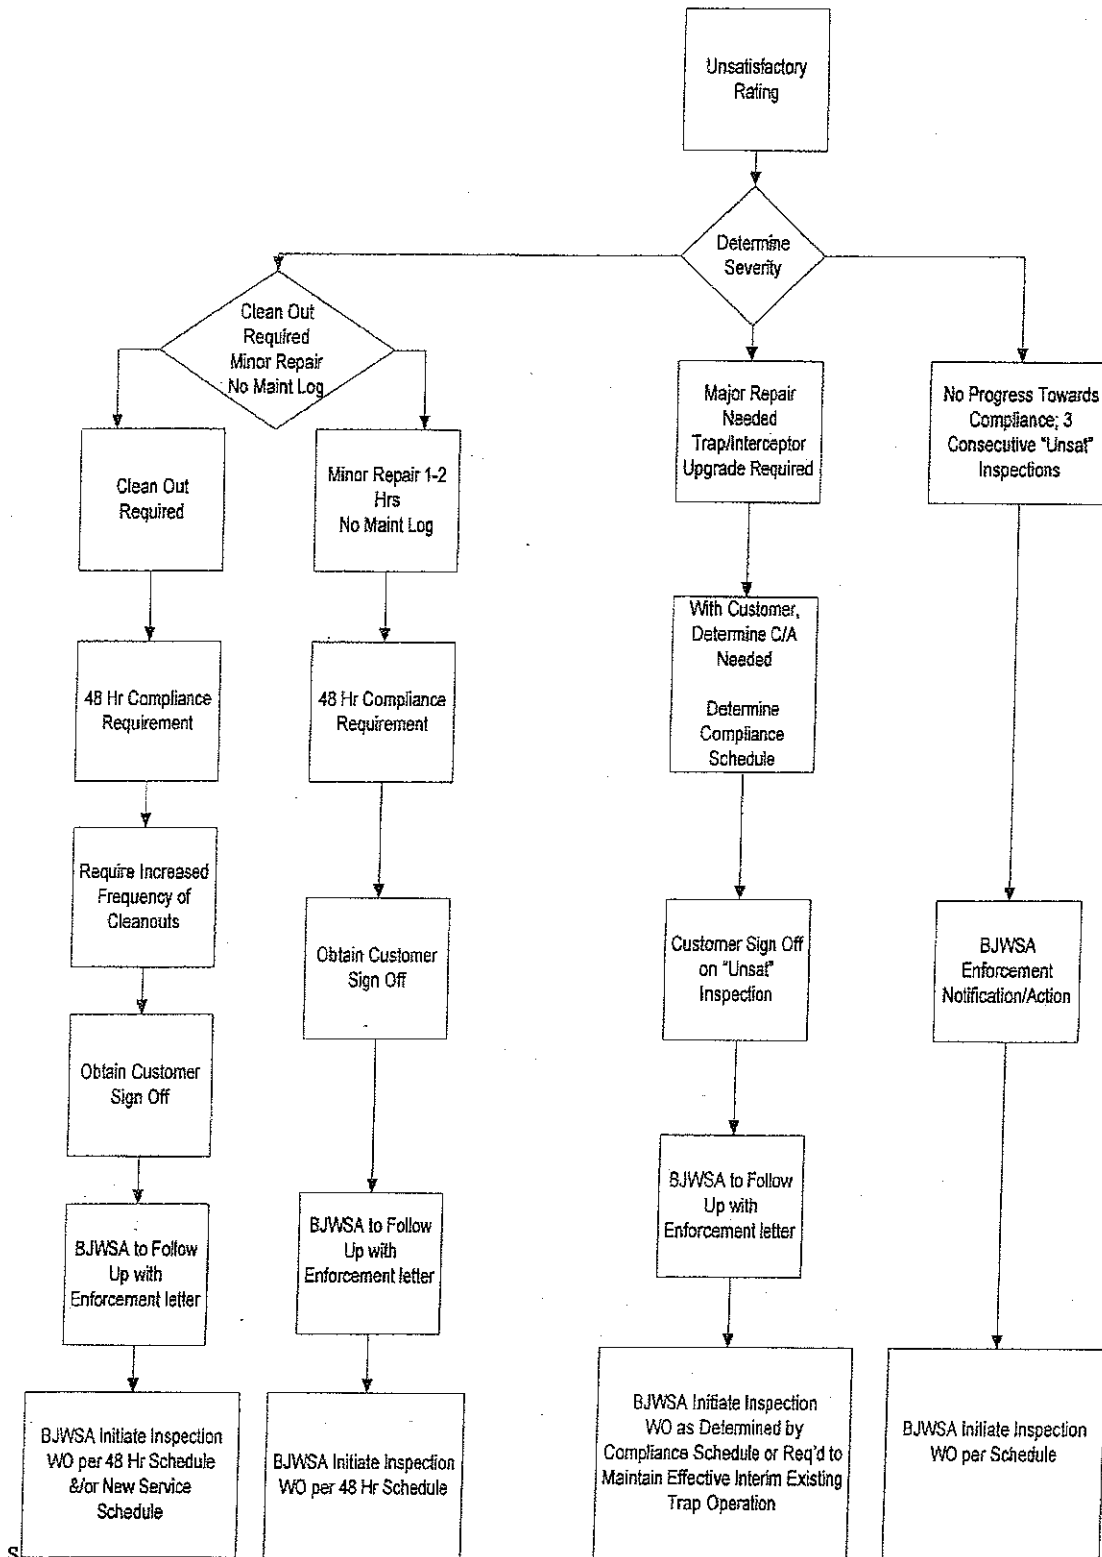 Unsatisfactory
Rating
Determine
Severity
Clean Out
Required
Minor Repair
No Maint Log
Clean Out
Required
48 Hr Compliance
Requirement
Require Increased
Frequency of
Cleanouts
Obtain Customer
Sign Off
BJWSA to Follow
Up with
Enforcement letter
BJWSA Initiate Inspection
WO per 48 Hr Schedule
&/or New Service
Schedule
Minor Repair 1-2
Hrs
No Maint Log
48 Hr Compliance
Requirement
Obtain Customer
Sign Off
BJWSA to Follow
Up with
Enforcement letter
BJWSA Initiate Inspection
WO per 48 Hr Schedule
Major Repair
Needed
Trap/Interceptor
Upgrade Required
With Customer,
Determine C/A
Needed
Determine
Compliance
Schedule
Customer Sign Off
on "Unsat"
Inspection
BJWSA to Follow
Up with
Enforcement letter
BJWSA Initiate Inspection
WO as Determined by
Compliance Schedule or Req'd to
Maintain Effective Interim Existing
Trap Operation
No Progress Towards
Compliance; 3
Consecutive "Unsat"
Inspections
BJWSA
Enforcement
Notification/Action
BJWSA Initiate Inspection
WO per Schedule
S